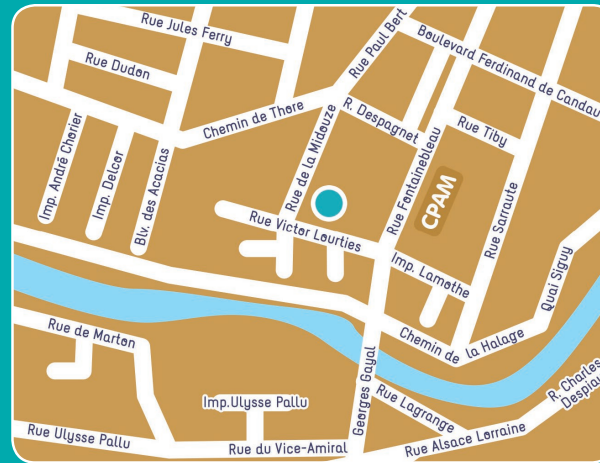 Rue Jules Ferry
Rue Paul Bert
Boulevard Ferdinand de Candau
Rue Dudon
Chemin de Thore
R. Despagnet
Rue Tiby
Imp. André Chorier
Imp. Delcor
Blv. des Acacias
Rue de la Midouze
Rue Fontainebleau
CPAM
Rue Sarraute
Rue Victor Lourties
Imp. Lamothe
Quai Siguy
Chemin de la Halage
Rue de Marton
Georges Gayal
Imp.Ulysse Pallu
Rue Lagrange
R. Charles
Despiau
Rue Ulysse Pallu
Rue du Vice-Amiral
Rue Alsace Lorraine